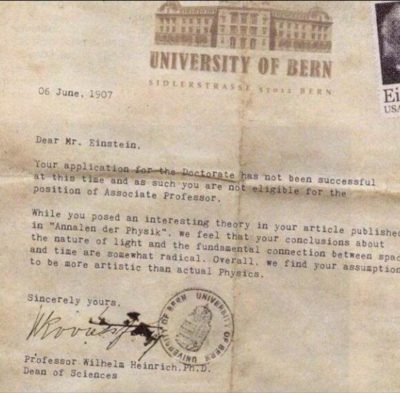 UNIVERSITY OF BERN
SIDLERSTRASSE BERN
Ei
USA
06 June, 1907
Dear Mr. Einstein,
Your application for the Doctorate has not been successful
at this time and as such you are not eligible for the
position of Associate Professor.
While you posed an interesting theory in your article published
in "Annalen der Physik", we feel that your conclusions about
the nature of light and the fundamental connection between spac
and time are somewhat radical. Overall, we find your assumption
to be more artistic than actual Physics.
Sincerely yours,
UNIVERSITY OF BERN UNIVERSITY OF BERN
Professor Wilhelm Heinrich, Ph.D.
Dean of Sciences